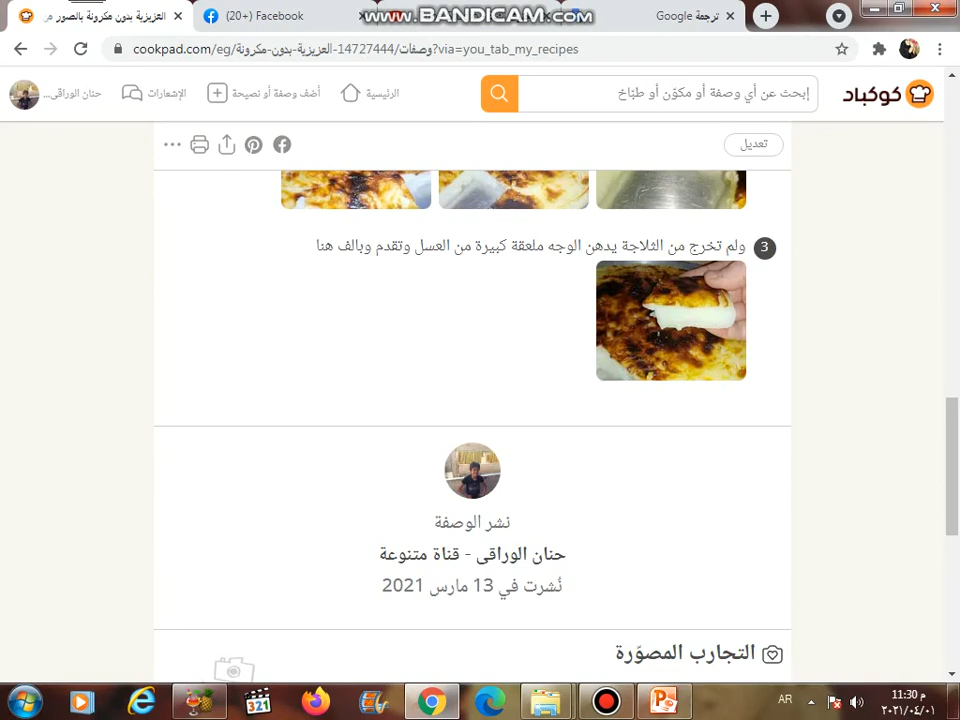 العزيزية بدون مكرونة بالصور
(20+) Facebook
WWW.BANDICAM.COM
ترجمة Google
cookpad.com/eg/وصفات/14727444-العزيزية-بدون-مكرونة?via=you_tab_my_recipes
كوكباد
إبحث عن أي وصفة أو مكوّن أو طبّاخ
الرئيسية
أضف وصفة أو نصيحة
الإشعارات
حنان الوراقى...
تعديل
3
ولم تخرج من الثلاجة يدهن الوجه ملعقة كبيرة من العسل وتقدم وبالف هنا
نشر الوصفة
حنان الوراقى - قناة متنوعة
نُشرت في 13 مارس 2021
التجارب المصوّرة
321
AR
م 11:30
٢٠٢١/٠٤/٠١